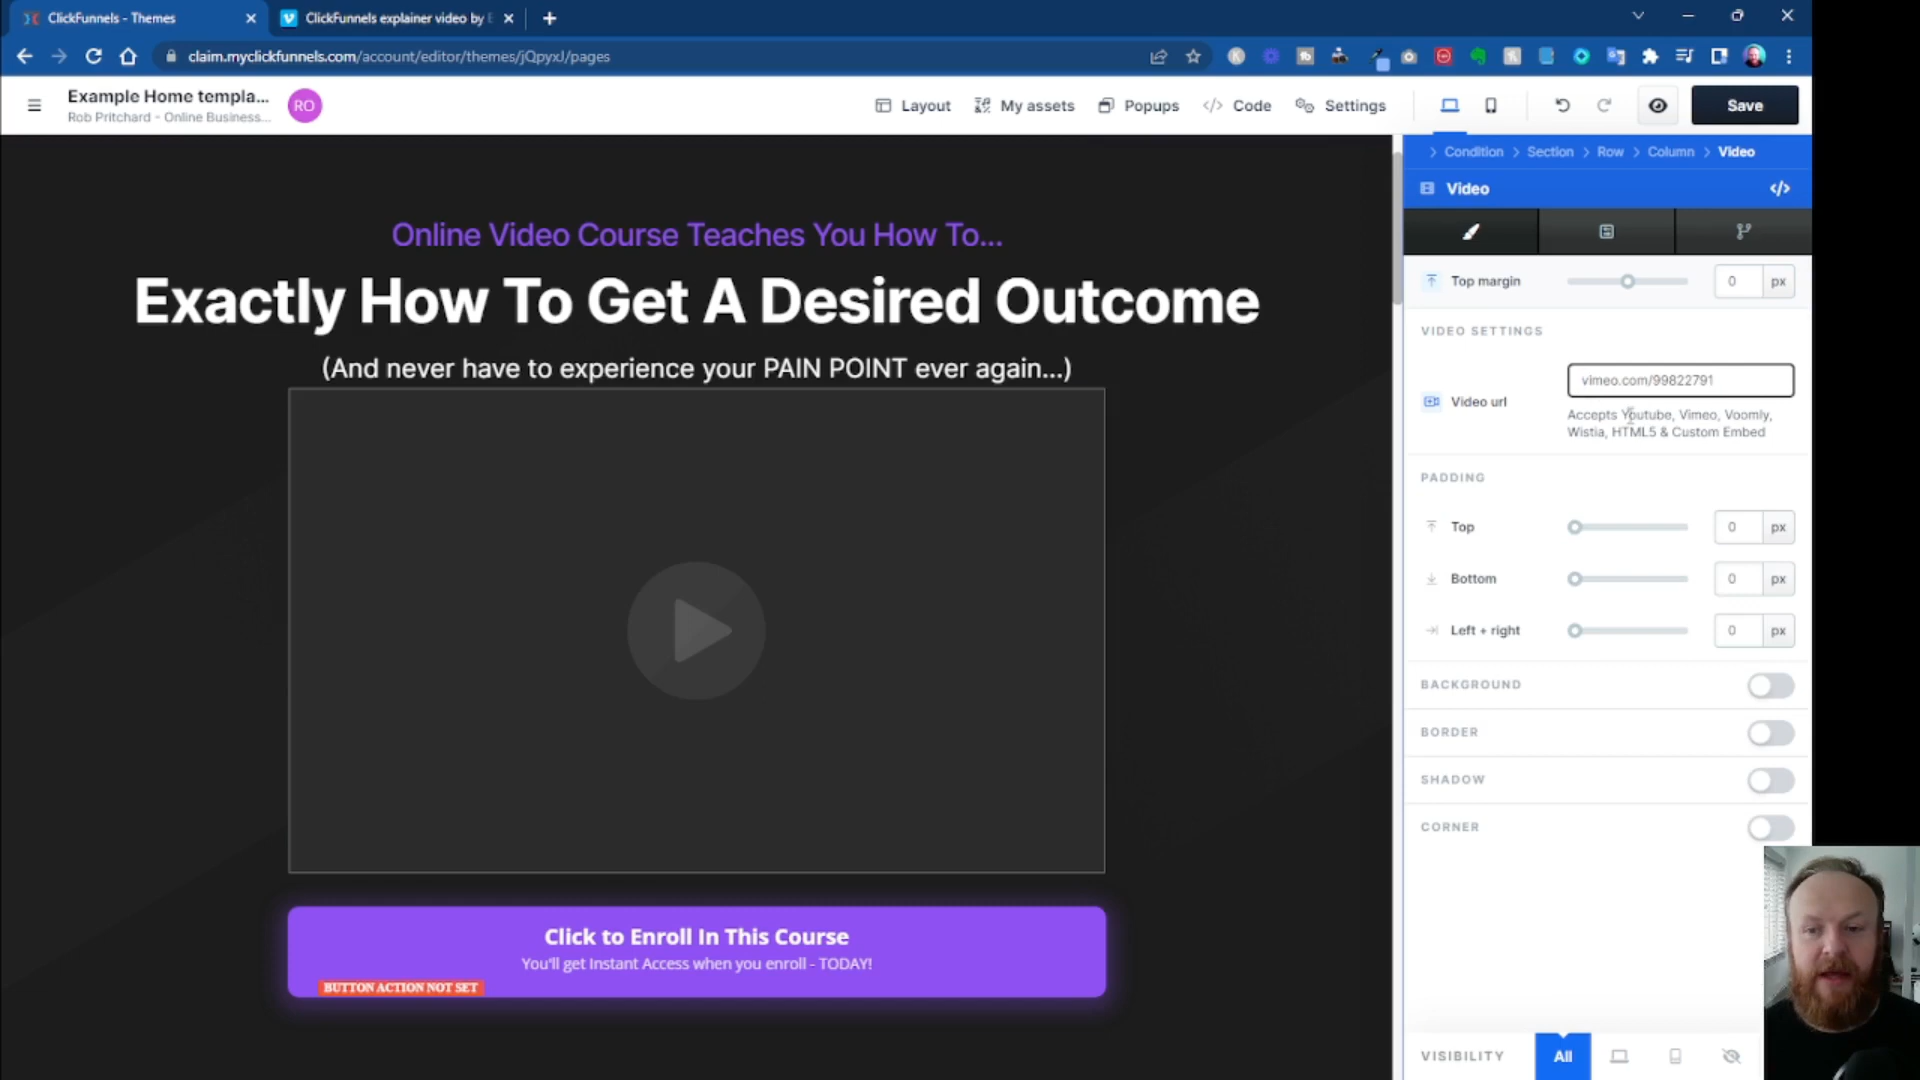 ClickFunnels - Themes
ClickFunnels explainer video by
claim.myclickfunnels.com/account/editor/themes/jQpyxJ/pages
Example Home templa...
Rob Pritchard - Online Business...
RO
Layout
My assets
Popups
Code
Settings
Save
Condition > Section > Row > Column > Video
Video
Online Video Course Teaches You How To...
Exactly How To Get A Desired Outcome
(And never have to experience your PAIN POINT ever again...)
Click to Enroll In This Course
You'll get Instant Access when you enroll - TODAY!
BUTTON ACTION NOT SET
Top margin
0 px
VIDEO SETTINGS
Video url
vimeo.com/99822791
Accepts Youtube, Vimeo, Voomly,
Wistia, HTML5 & Custom Embed
PADDING
Top
0 px
Bottom
0 px
Left + right
0 px
BACKGROUND
BORDER
SHADOW
CORNER
VISIBILITY
All